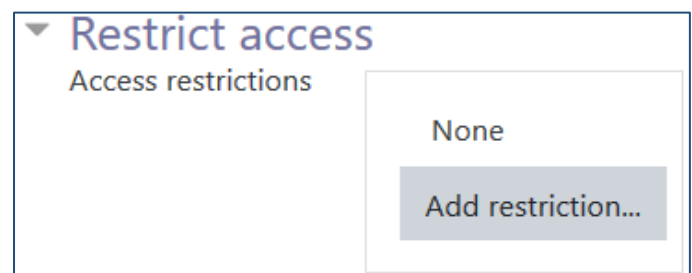 Restrict access
Access restrictions
None
Add restriction...